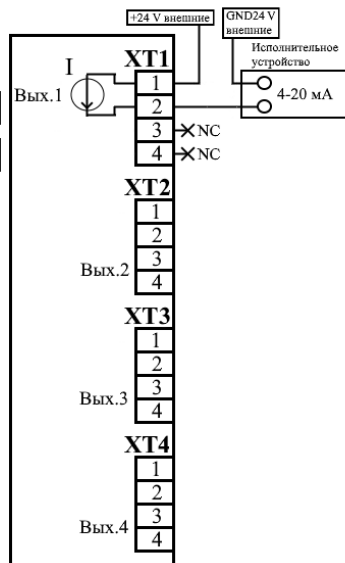 +24 V внешние
GND24 V
внешние
Исполнительное
устройство
4-20 мА
I
Вых.1
XT1
1
2
3
NC
4
NC
XT2
1
2
3
4
Вых.2
XT3
1
2
3
4
Вых.3
XT4
1
2
3
4
Вых.4